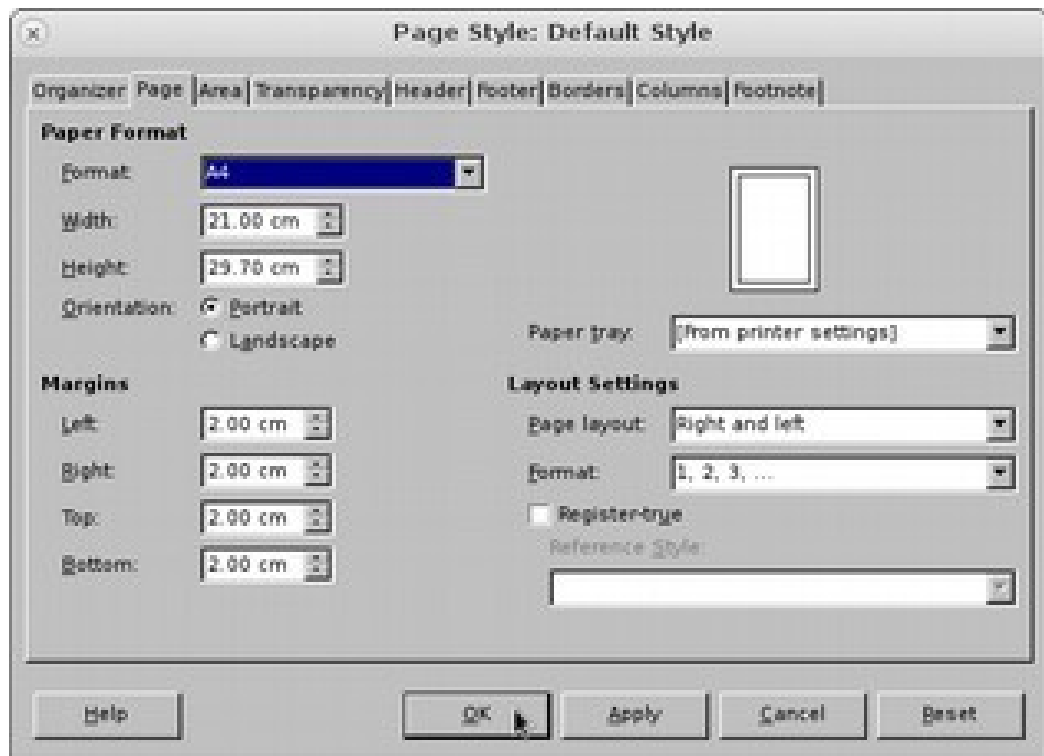 Page Style: Default Style
Organizer Page Area Transparency Header Footer Borders Columns Footnote
Paper Format
Format: A4
Width: 21.00 cm
Height: 29.70 cm
Orientation: Portrait
Landscape
Paper tray: [From printer settings]
Margins
Left: 2.00 cm
Right: 2.00 cm
Top: 2.00 cm
Bottom: 2.00 cm
Layout Settings
Page layout: Right and left
Format: 1, 2, 3, ...
Register-true
Reference Style:
Help OK Apply Cancel Reset